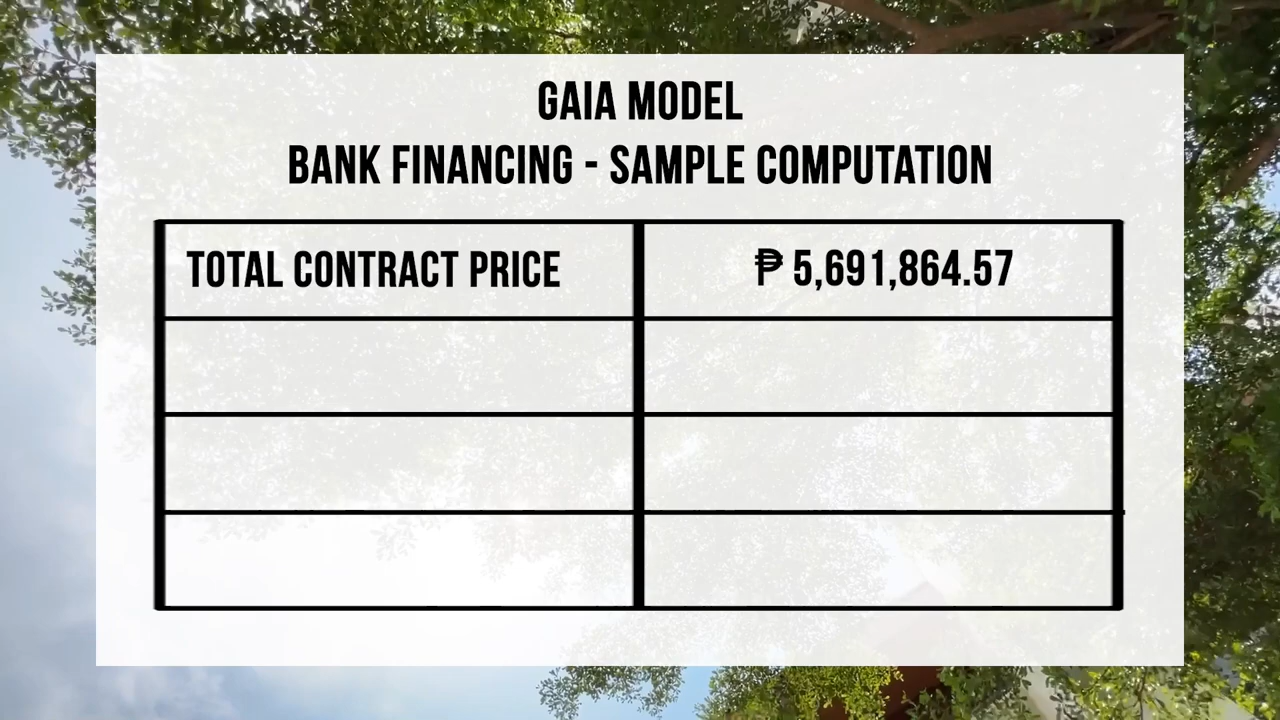 GAIA MODEL
BANK FINANCING - SAMPLE COMPUTATION
TOTAL CONTRACT PRICE ₱ 5,691,864.57